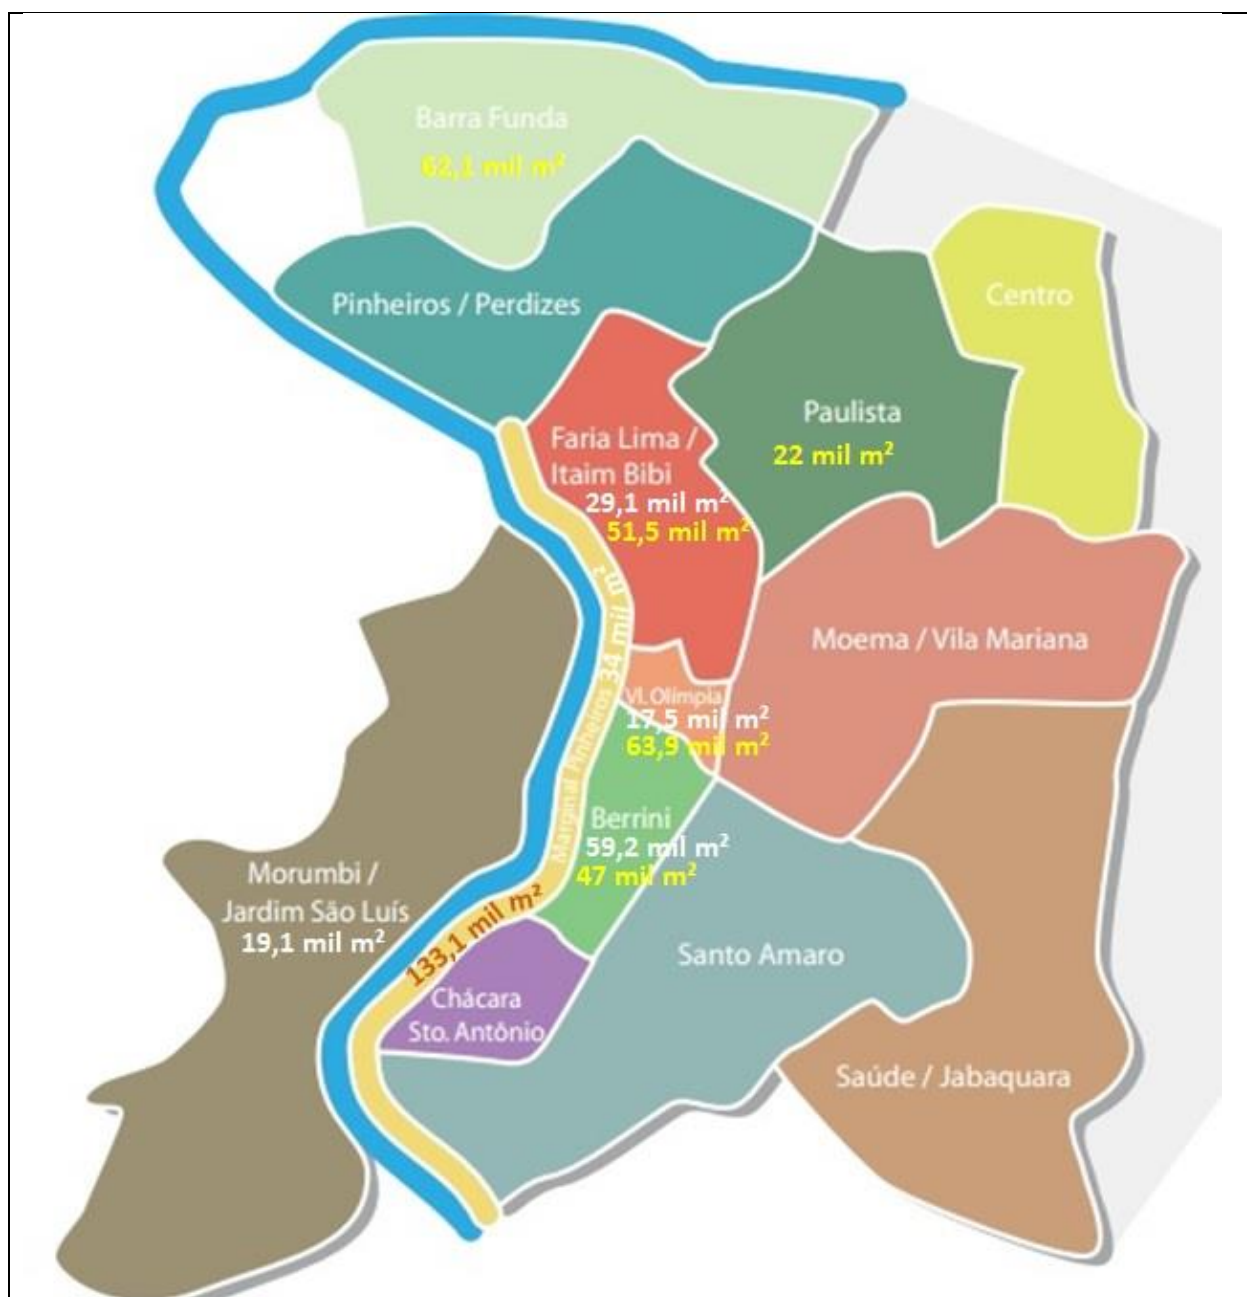 Barra Funda
62,1 mil m²
Pinheiros / Perdizes
Centro
Paulista
22 mil m²
Faria Lima /
Itaim Bibi
29,1 mil m²
51,5 mil m²
Moema / Vila Mariana
Marginal Pinheiros 34 mil m²
Vl. Olímpia
17,5 mil m²
63,9 mil m²
Berrini
59,2 mil m²
47 mil m²
Morumbi /
Jardim São Luís
19,1 mil m²
133,1 mil m²
Santo Amaro
Chácara
Sto. Antônio
Saúde / Jabaquara